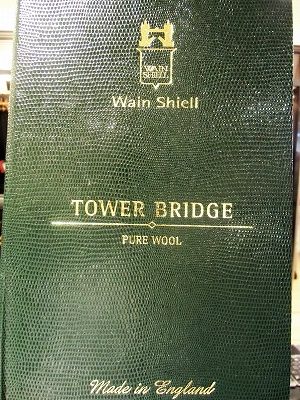 WAIN
SHIELL
Wain Shiell
TOWER BRIDGE
PURE WOOL
Made in England